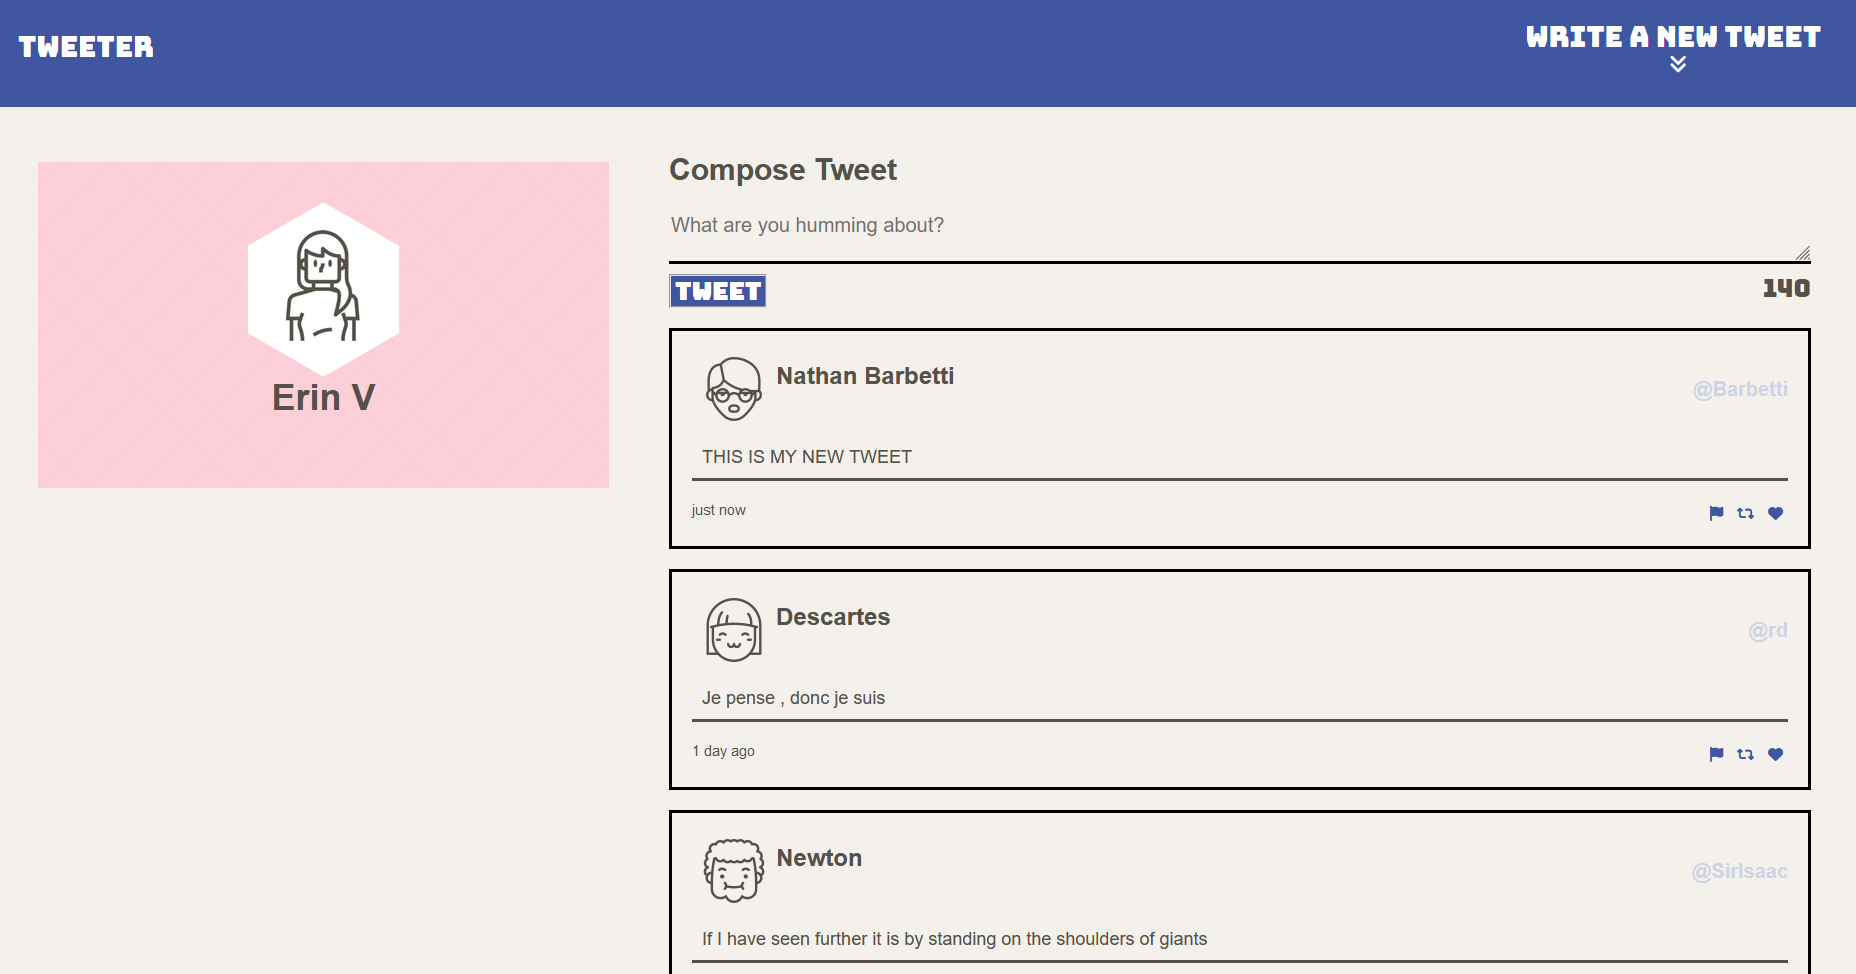 TWEETER
WRITE A NEW TWEET
Erin V
Compose Tweet
What are you humming about?
TWEET
140
Nathan Barbetti
@Barbetti
THIS IS MY NEW TWEET
just now
Descartes
@rd
Je pense , donc je suis
1 day ago
Newton
@SirIsaac
If I have seen further it is by standing on the shoulders of giants